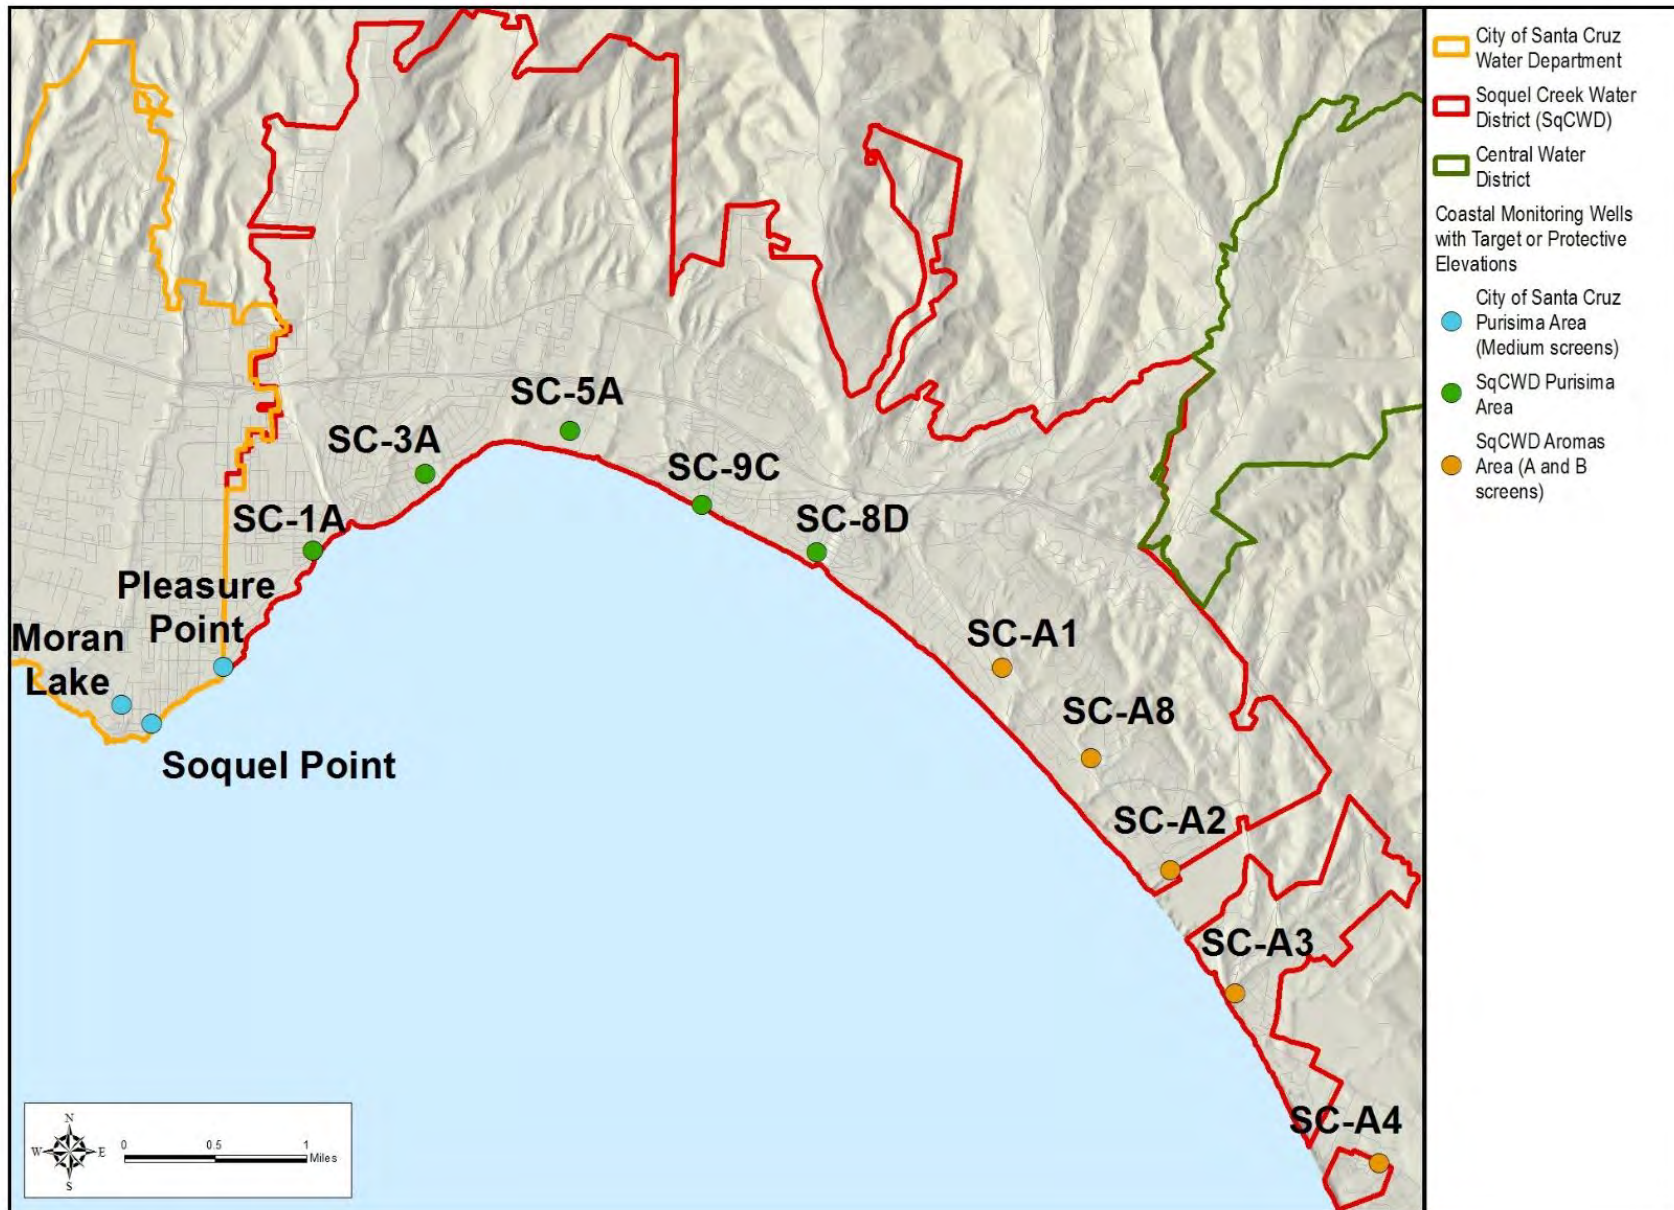 City of Santa Cruz
Water Department
Soquel Creek Water
District (SqCWD)
Central Water
District
Coastal Monitoring Wells
with Target or Protective
Elevations
City of Santa Cruz
Purisima Area
(Medium screens)
SqCWD Purisima
Area
SqCWD Aromas
Area (A and B
screens)
SC-5A
SC-3A
SC-9C
SC-1A
SC-8D
Pleasure
Point
Moran
Lake
Soquel Point
SC-A1
SC-A8
SC-A2
SC-A3
SC-A4
N
W E
S
0 0.5 1
Miles